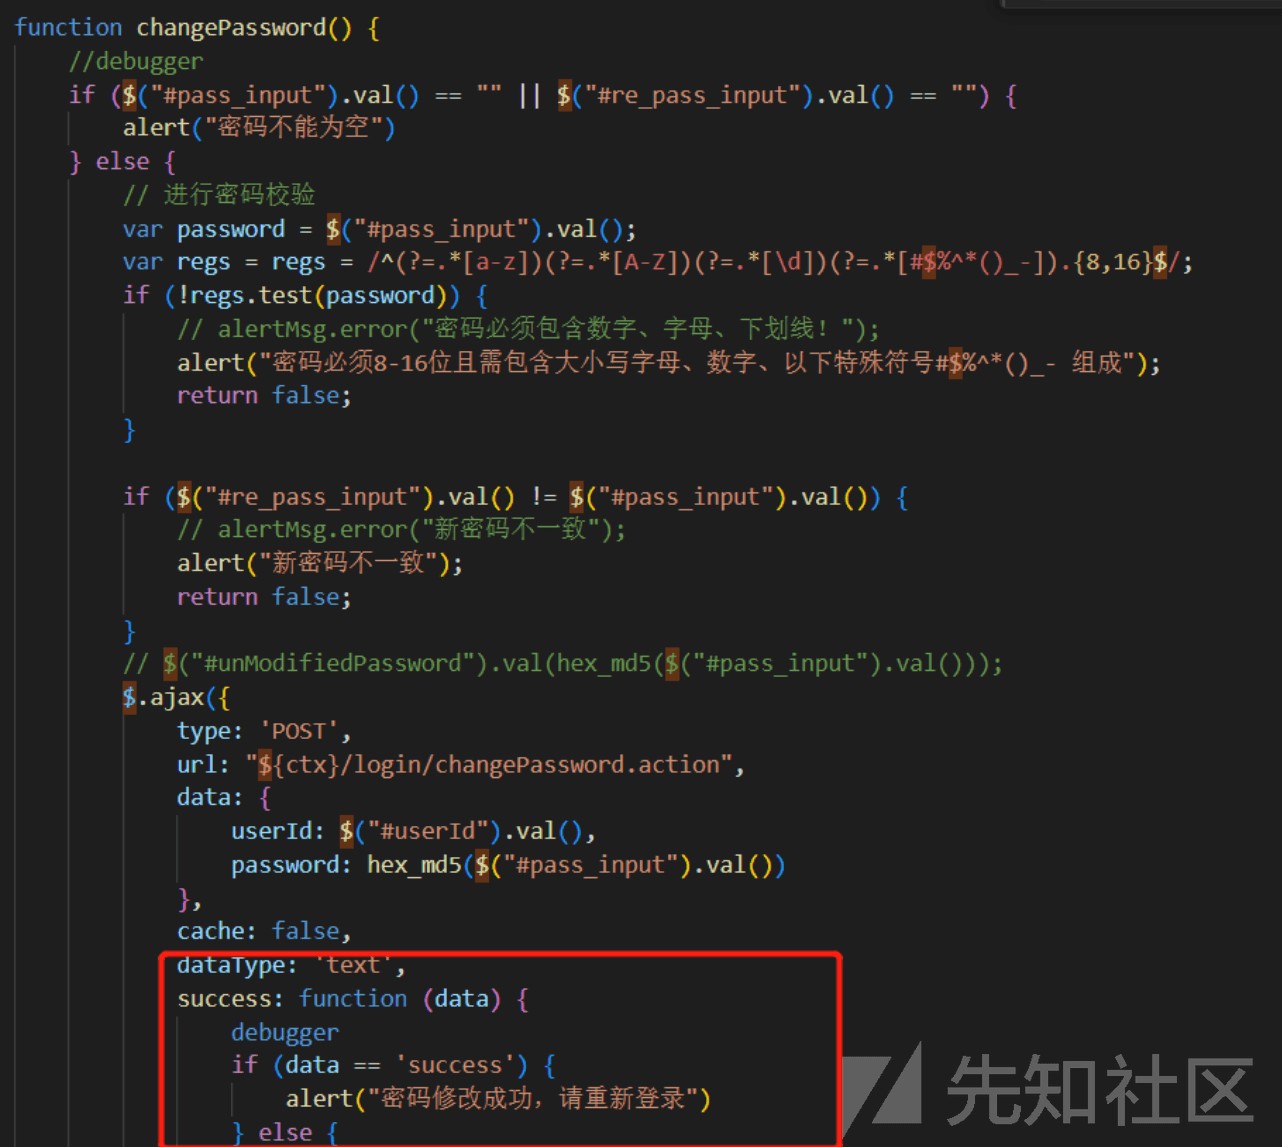 function changePassword() {
    //debugger
    if ($("#pass_input").val() == "" || $("#re_pass_input").val() == "") {
        alert("密码不能为空")
    } else {
        // 进行密码校验
        var password = $("#pass_input").val();
        var regs = regs = /^(?=.*[a-z])(?=.*[A-Z])(?=.*[\d])(?=.*[#$%^*()_-]).{8,16}$/;
        if (!regs.test(password)) {
            // alertMsg.error("密码必须包含数字、字母、下划线！");
            alert("密码必须8-16位且需包含大小写字母、数字、以下特殊符号#$%^*()_- 组成");
            return false;
        }

        if ($("#re_pass_input").val() != $("#pass_input").val()) {
            // alertMsg.error("新密码不一致");
            alert("新密码不一致");
            return false;
        }
        // $("#unModifiedPassword").val(hex_md5($("#pass_input").val()));
        $.ajax({
            type: 'POST',
            url: "${ctx}/login/changePassword.action",
            data: {
                userId: $("#userId").val(),
                password: hex_md5($("#pass_input").val())
            },
            cache: false,
            dataType: 'text',
            success: function (data) {
                debugger
                if (data == 'success') {
                    alert("密码修改成功，请重新登录")
                } else {
先知社区